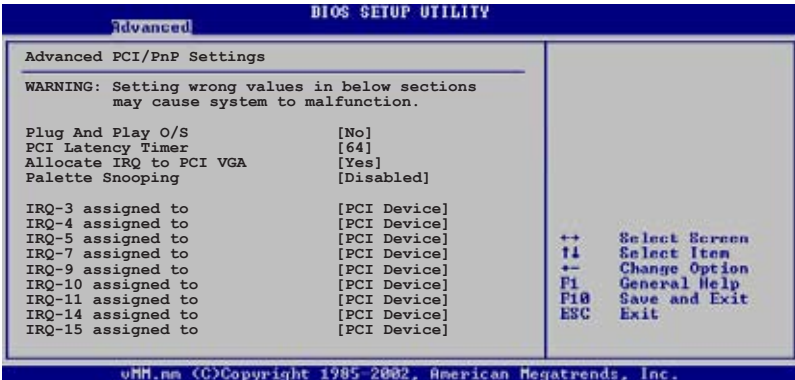 BIOS SETUP UTILITY
Advanced
Advanced PCI/PnP Settings
WARNING: Setting wrong values in below sections
may cause system to malfunction.
Plug And Play O/S [No]
PCI Latency Timer [64]
Allocate IRQ to PCI VGA [Yes]
Palette Snooping [Disabled]
IRQ-3 assigned to [PCI Device]
IRQ-4 assigned to [PCI Device]
IRQ-5 assigned to [PCI Device]
IRQ-7 assigned to [PCI Device]
IRQ-9 assigned to [PCI Device]
IRQ-10 assigned to [PCI Device]
IRQ-11 assigned to [PCI Device]
IRQ-14 assigned to [PCI Device]
IRQ-15 assigned to [PCI Device]
↔ Select Screen
↑↓ Select Item
+- Change Option
F1 General Help
F10 Save and Exit
ESC Exit
vMM.mm (C)Copyright 1985-2002, American Megatrends, Inc.